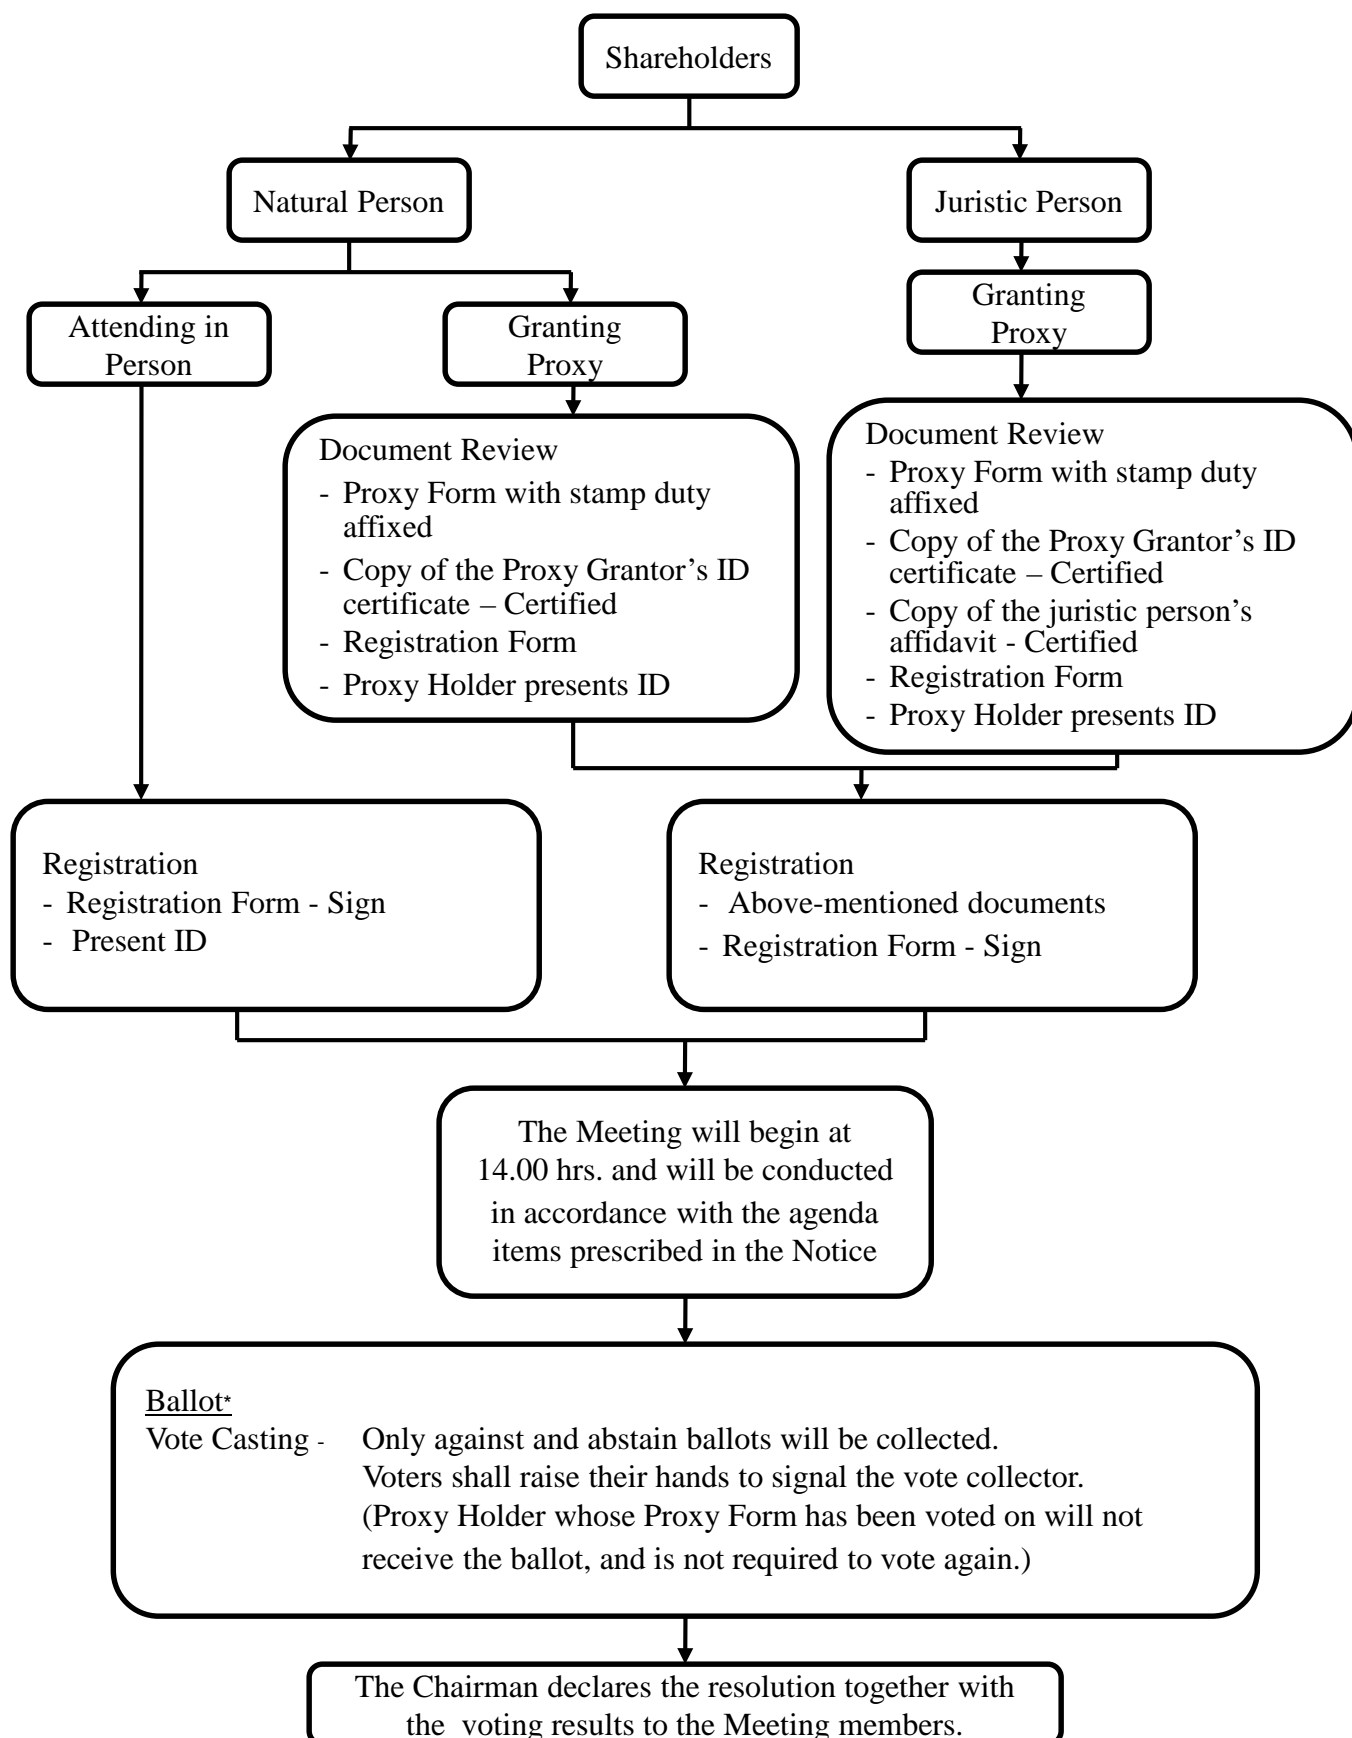 Shareholders
Natural Person
Juristic Person
Attending in
Person
Granting
Proxy
Granting
Proxy
Document Review
- Proxy Form with stamp duty
affixed
- Copy of the Proxy Grantor’s ID
certificate – Certified
- Registration Form
- Proxy Holder presents ID
Document Review
- Proxy Form with stamp duty
affixed
- Copy of the Proxy Grantor’s ID
certificate – Certified
- Copy of the juristic person’s
affidavit - Certified
- Registration Form
- Proxy Holder presents ID
Registration
- Registration Form - Sign
- Present ID
Registration
- Above-mentioned documents
- Registration Form - Sign
The Meeting will begin at
14.00 hrs. and will be conducted
in accordance with the agenda
items prescribed in the Notice
Ballot*
Vote Casting - Only against and abstain ballots will be collected.
Voters shall raise their hands to signal the vote collector.
(Proxy Holder whose Proxy Form has been voted on will not
receive the ballot, and is not required to vote again.)
The Chairman declares the resolution together with
the voting results to the Meeting members.